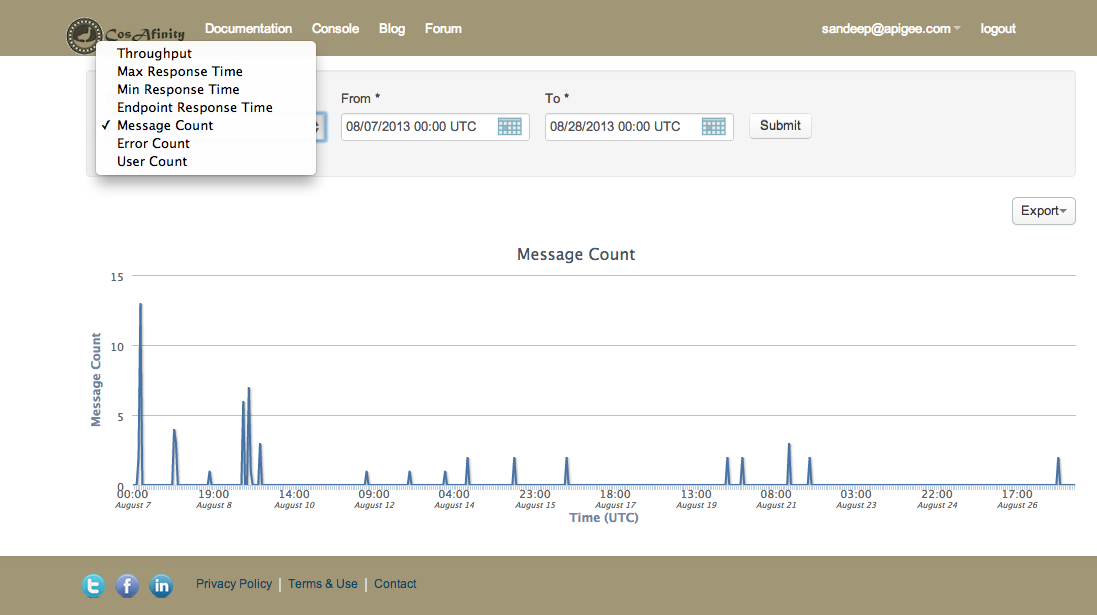 CosAfinity
Documentation Console Blog Forum
sandeep@apigee.com logout
Throughput
Max Response Time
Min Response Time
Endpoint Response Time
✓ Message Count
Error Count
User Count
From * To *
08/07/2013 00:00 UTC 08/28/2013 00:00 UTC Submit
Export
Message Count
15
10
5
0
Message Count
00:00 19:00 14:00 09:00 04:00 23:00 18:00 13:00 08:00 03:00 22:00 17:00
August 7 August 8 August 10 August 12 August 14 August 15 August 17 August 19 August 21 August 23 August 24 August 26
Time (UTC)
Privacy Policy | Terms & Use | Contact